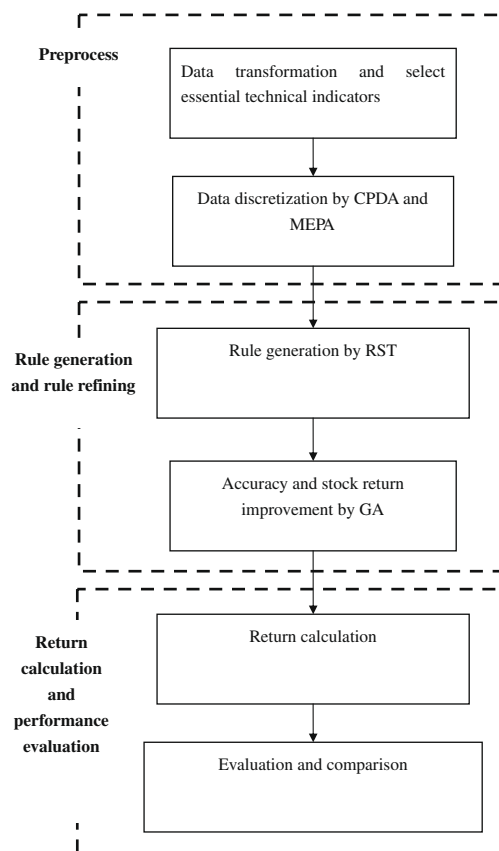 Preprocess
Data transformation and select
essential technical indicators
Data discretization by CPDA and
MEPA
Rule generation
and rule refining
Rule generation by RST
Accuracy and stock return
improvement by GA
Return
calculation
and
performance
evaluation
Return calculation
Evaluation and comparison